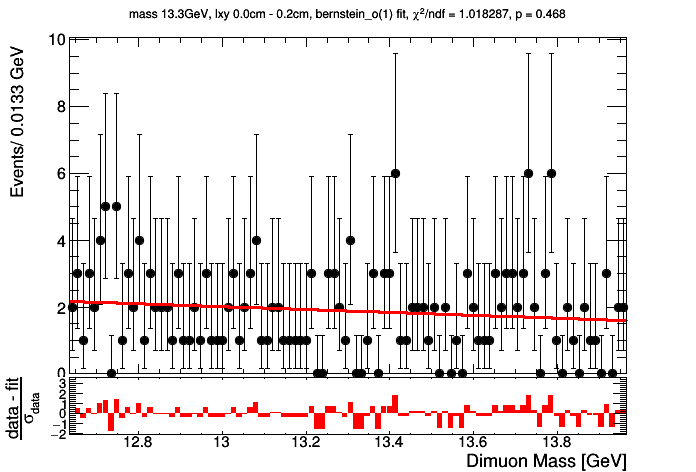 mass 13.3GeV, lxy 0.0cm - 0.2cm, bernstein_o(1) fit, χ²/ndf = 1.018287, p = 0.468
Events/ 0.0133 GeV
10
8
6
4
2
0
data - fit
σdata
3
2
1
0
−1
−2
12.8 13 13.2 13.4 13.6 13.8
Dimuon Mass [GeV]